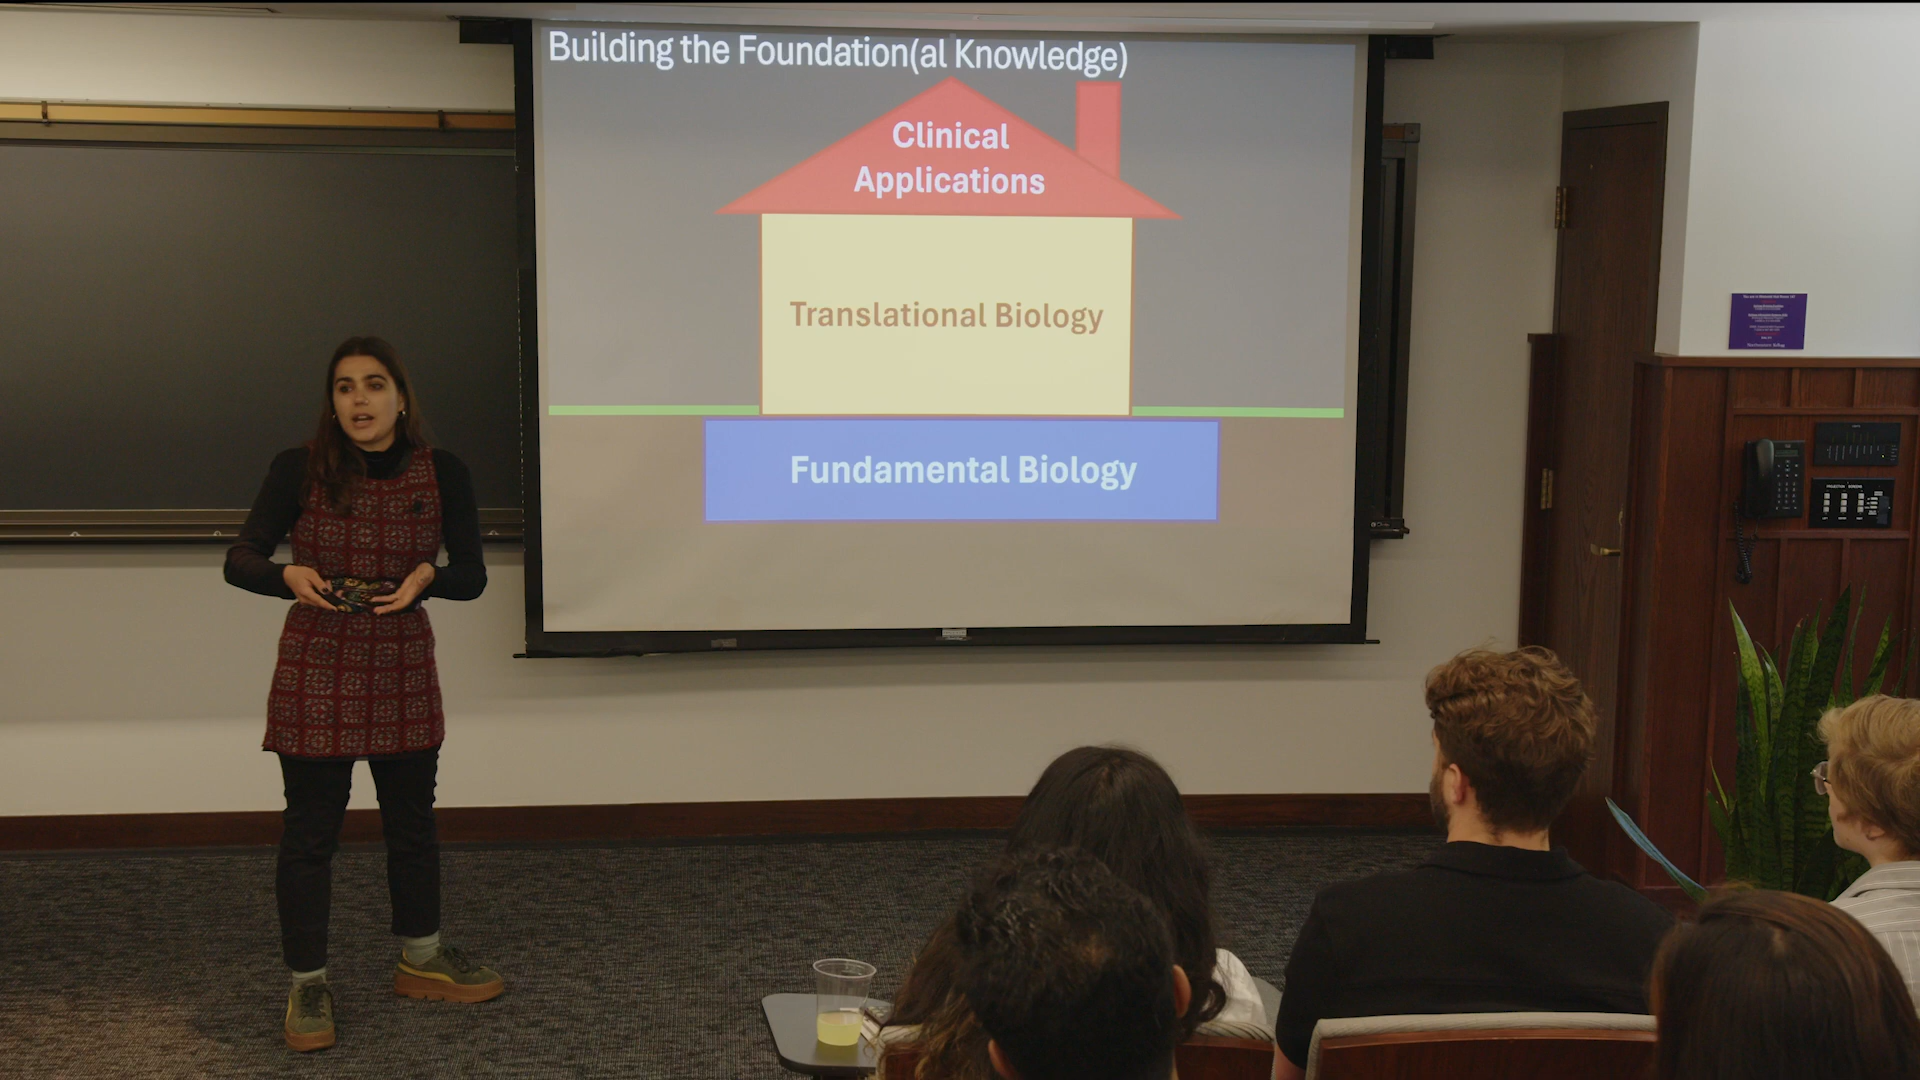 Building the Foundation(al Knowledge)
Clinical
Applications
Translational Biology
Fundamental Biology